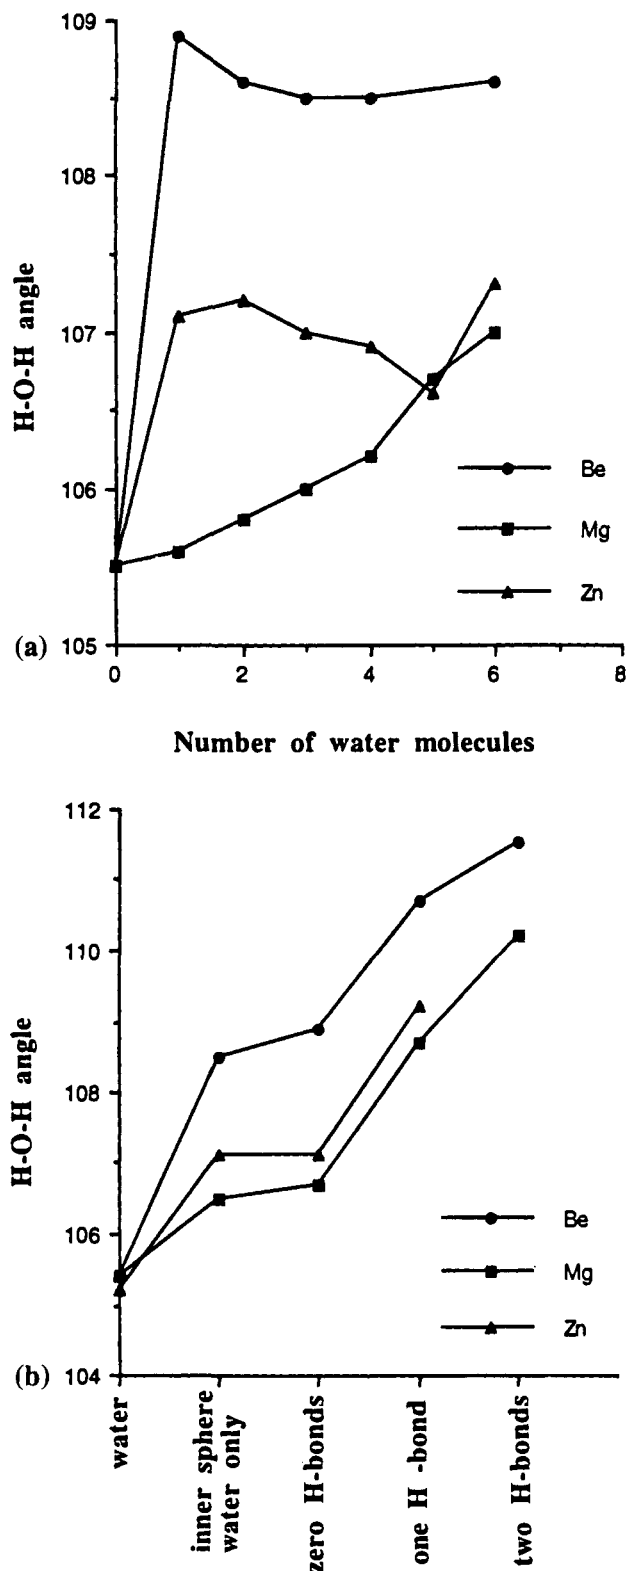 109
108
107
106
105
H-O-H angle
Be
Mg
Zn
(a)
0 2 4 6 8
Number of water molecules
112
110
108
106
104
H-O-H angle
Be
Mg
Zn
(b)
water
inner sphere
water only
zero H-bonds
one H -bond
two H-bonds